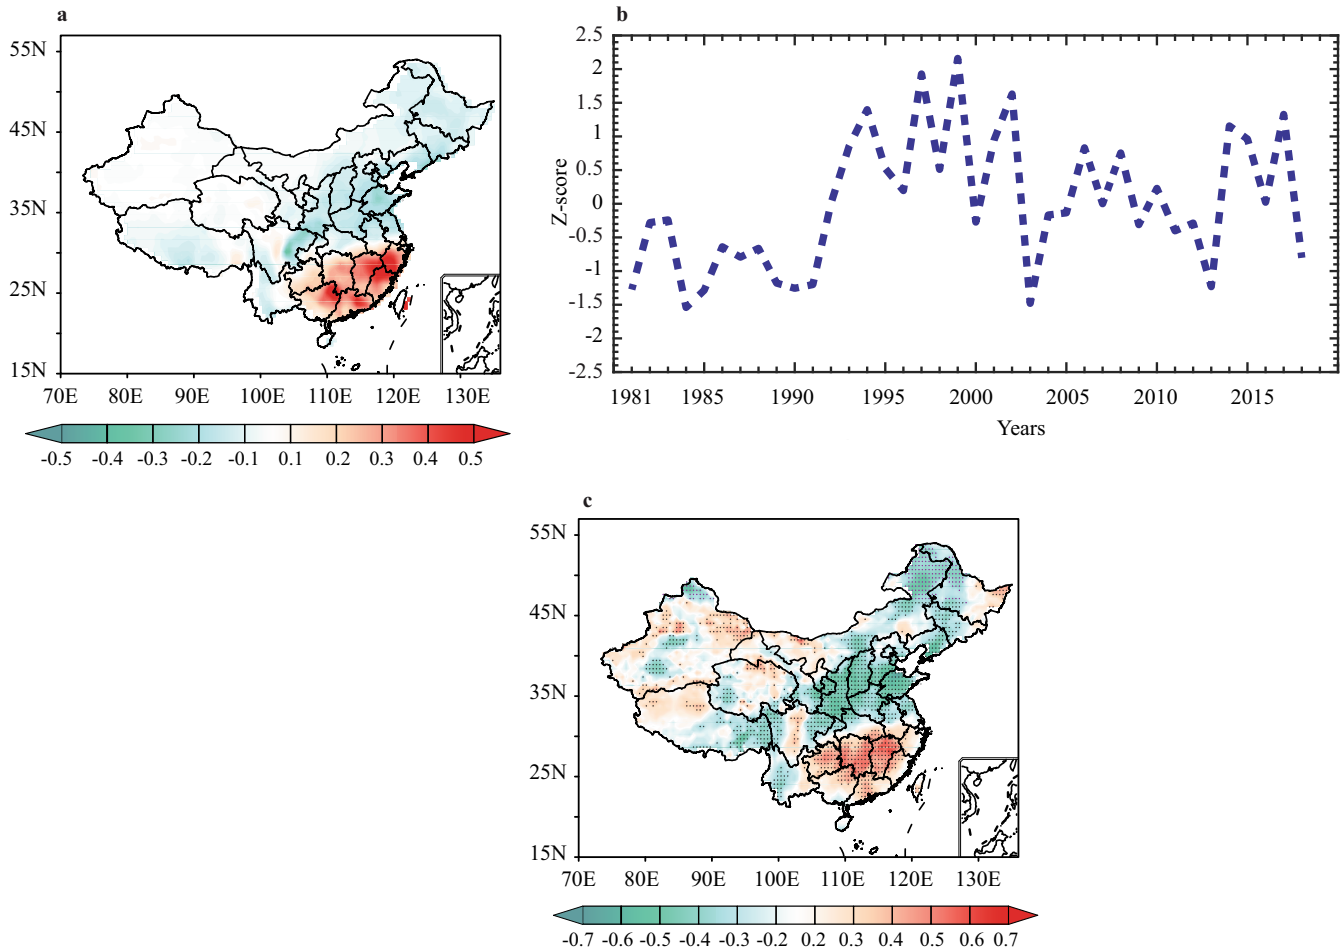 a
55N
45N
35N
25N
15N
70E 80E 90E 100E 110E 120E 130E
-0.5 -0.4 -0.3 -0.2 -0.1 0.1 0.2 0.3 0.4 0.5
b
Z-score
2.5
2
1.5
1
0.5
0
-0.5
-1
-1.5
-2
-2.5
1981 1985 1990 1995 2000 2005 2010 2015
Years
c
55N
45N
35N
25N
15N
70E 80E 90E 100E 110E 120E 130E
-0.7 -0.6 -0.5 -0.4 -0.3 -0.2 0.2 0.3 0.4 0.5 0.6 0.7